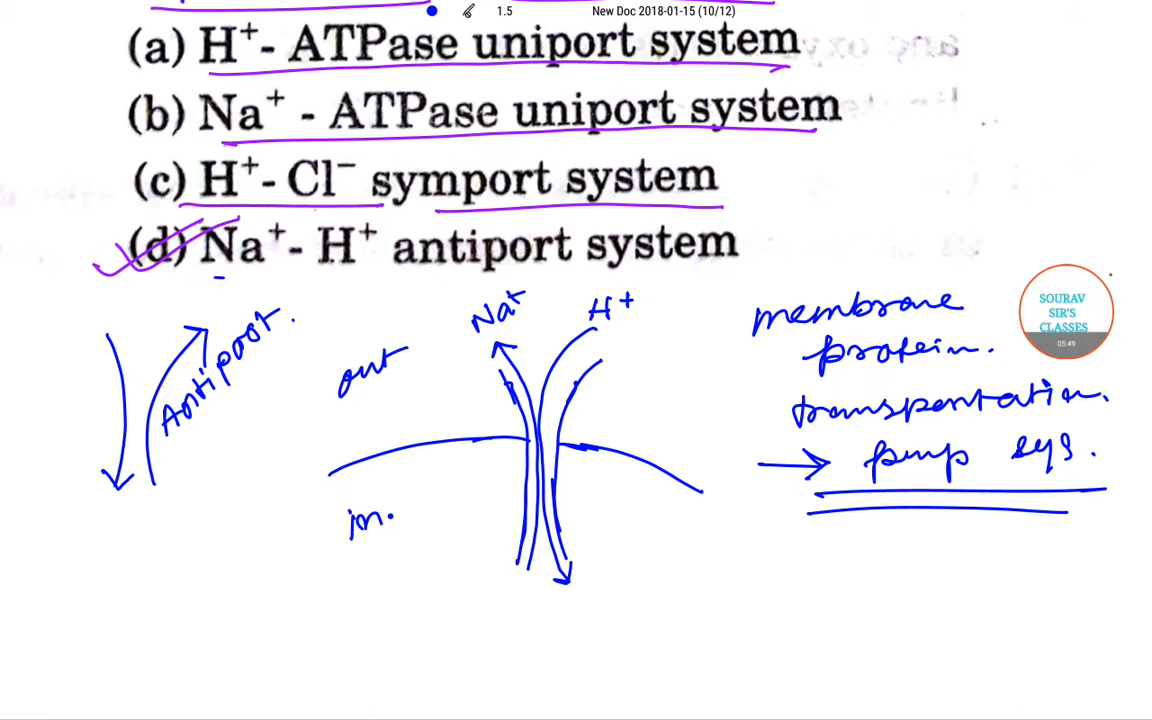 1.5 New Doc 2018-01-15 (10/12)
(a) H⁺- ATPase uniport system
(b) Na⁺ - ATPase uniport system
(c) H⁺- Cl⁻ symport system
(d) Na⁺- H⁺ antiport system
Antiport.
out
in.
Na⁺
H⁺
membrane
protein.
transportation.
→ pump sys.
SOURAV
SIR'S
CLASSES
05:49